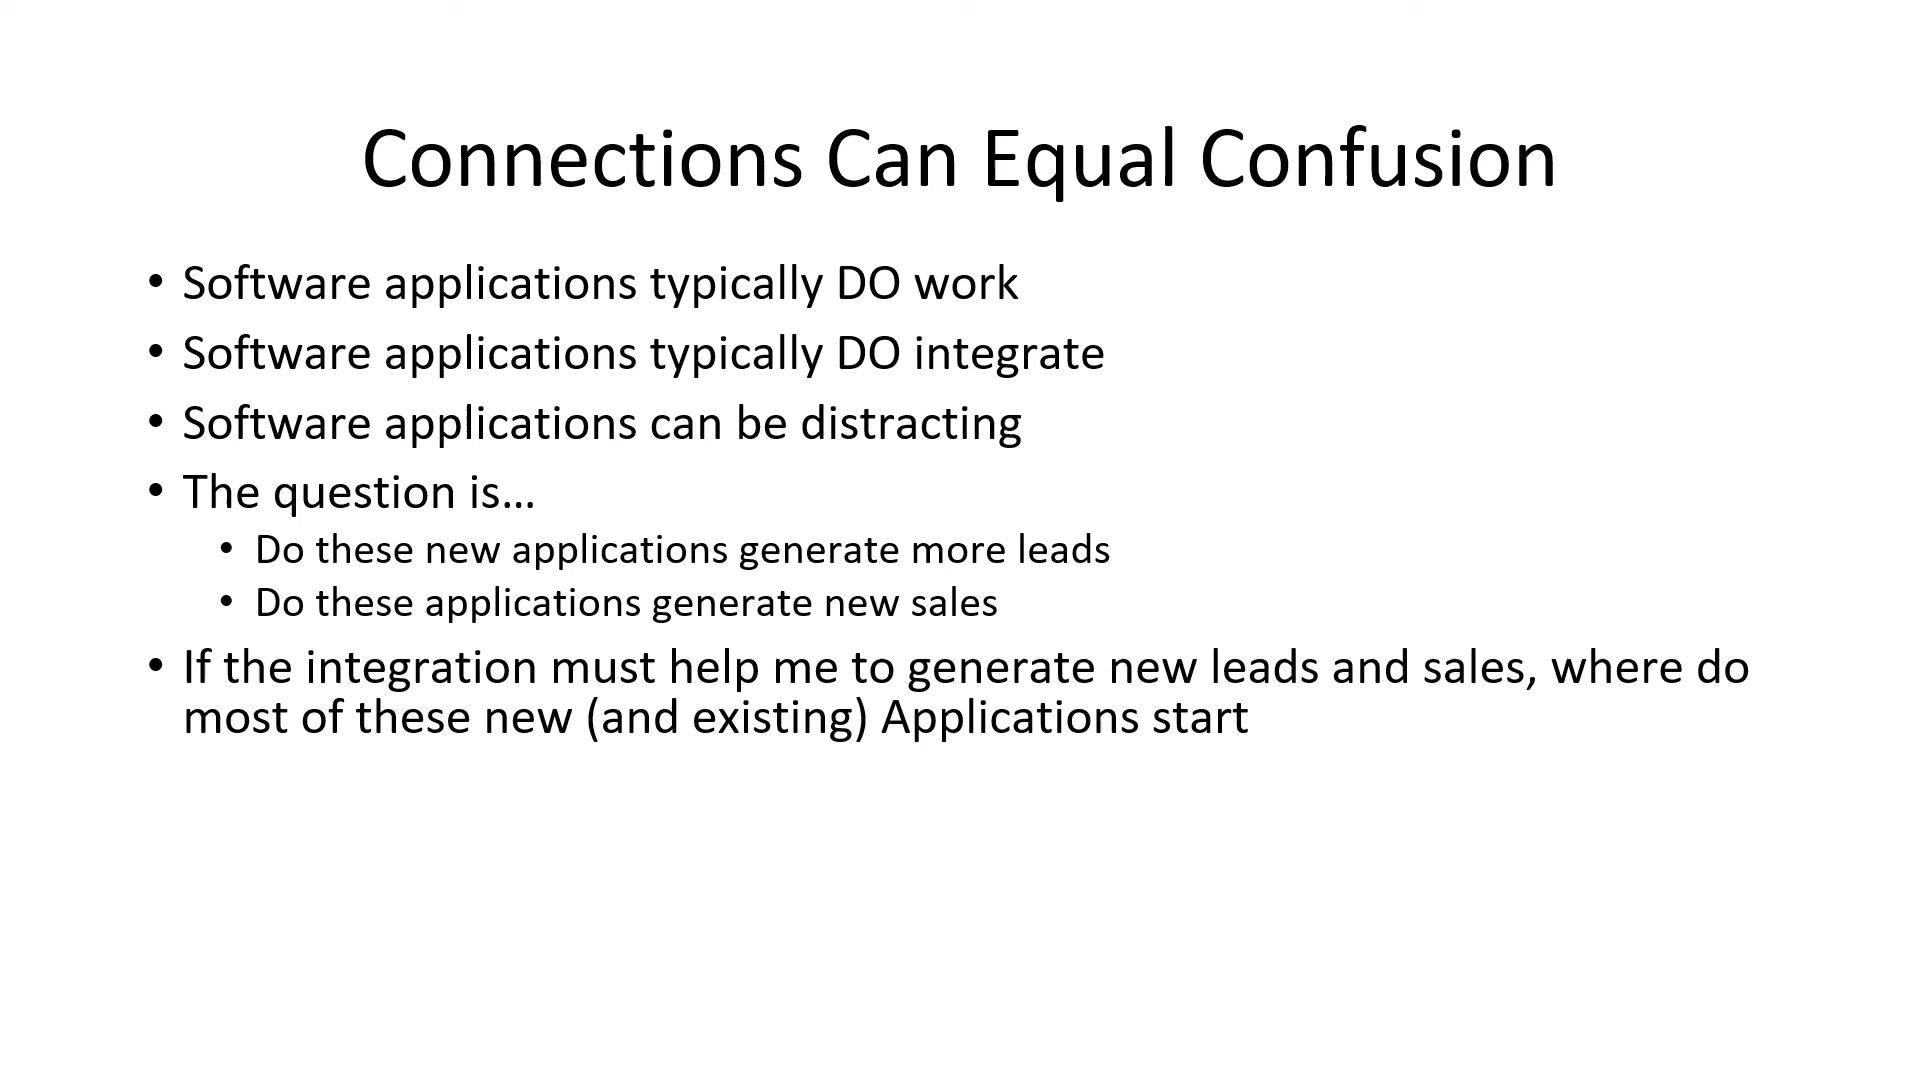 Connections Can Equal Confusion
• Software applications typically DO work
• Software applications typically DO integrate
• Software applications can be distracting
• The question is…
• Do these new applications generate more leads
• Do these applications generate new sales
• If the integration must help me to generate new leads and sales, where do
most of these new (and existing) Applications start